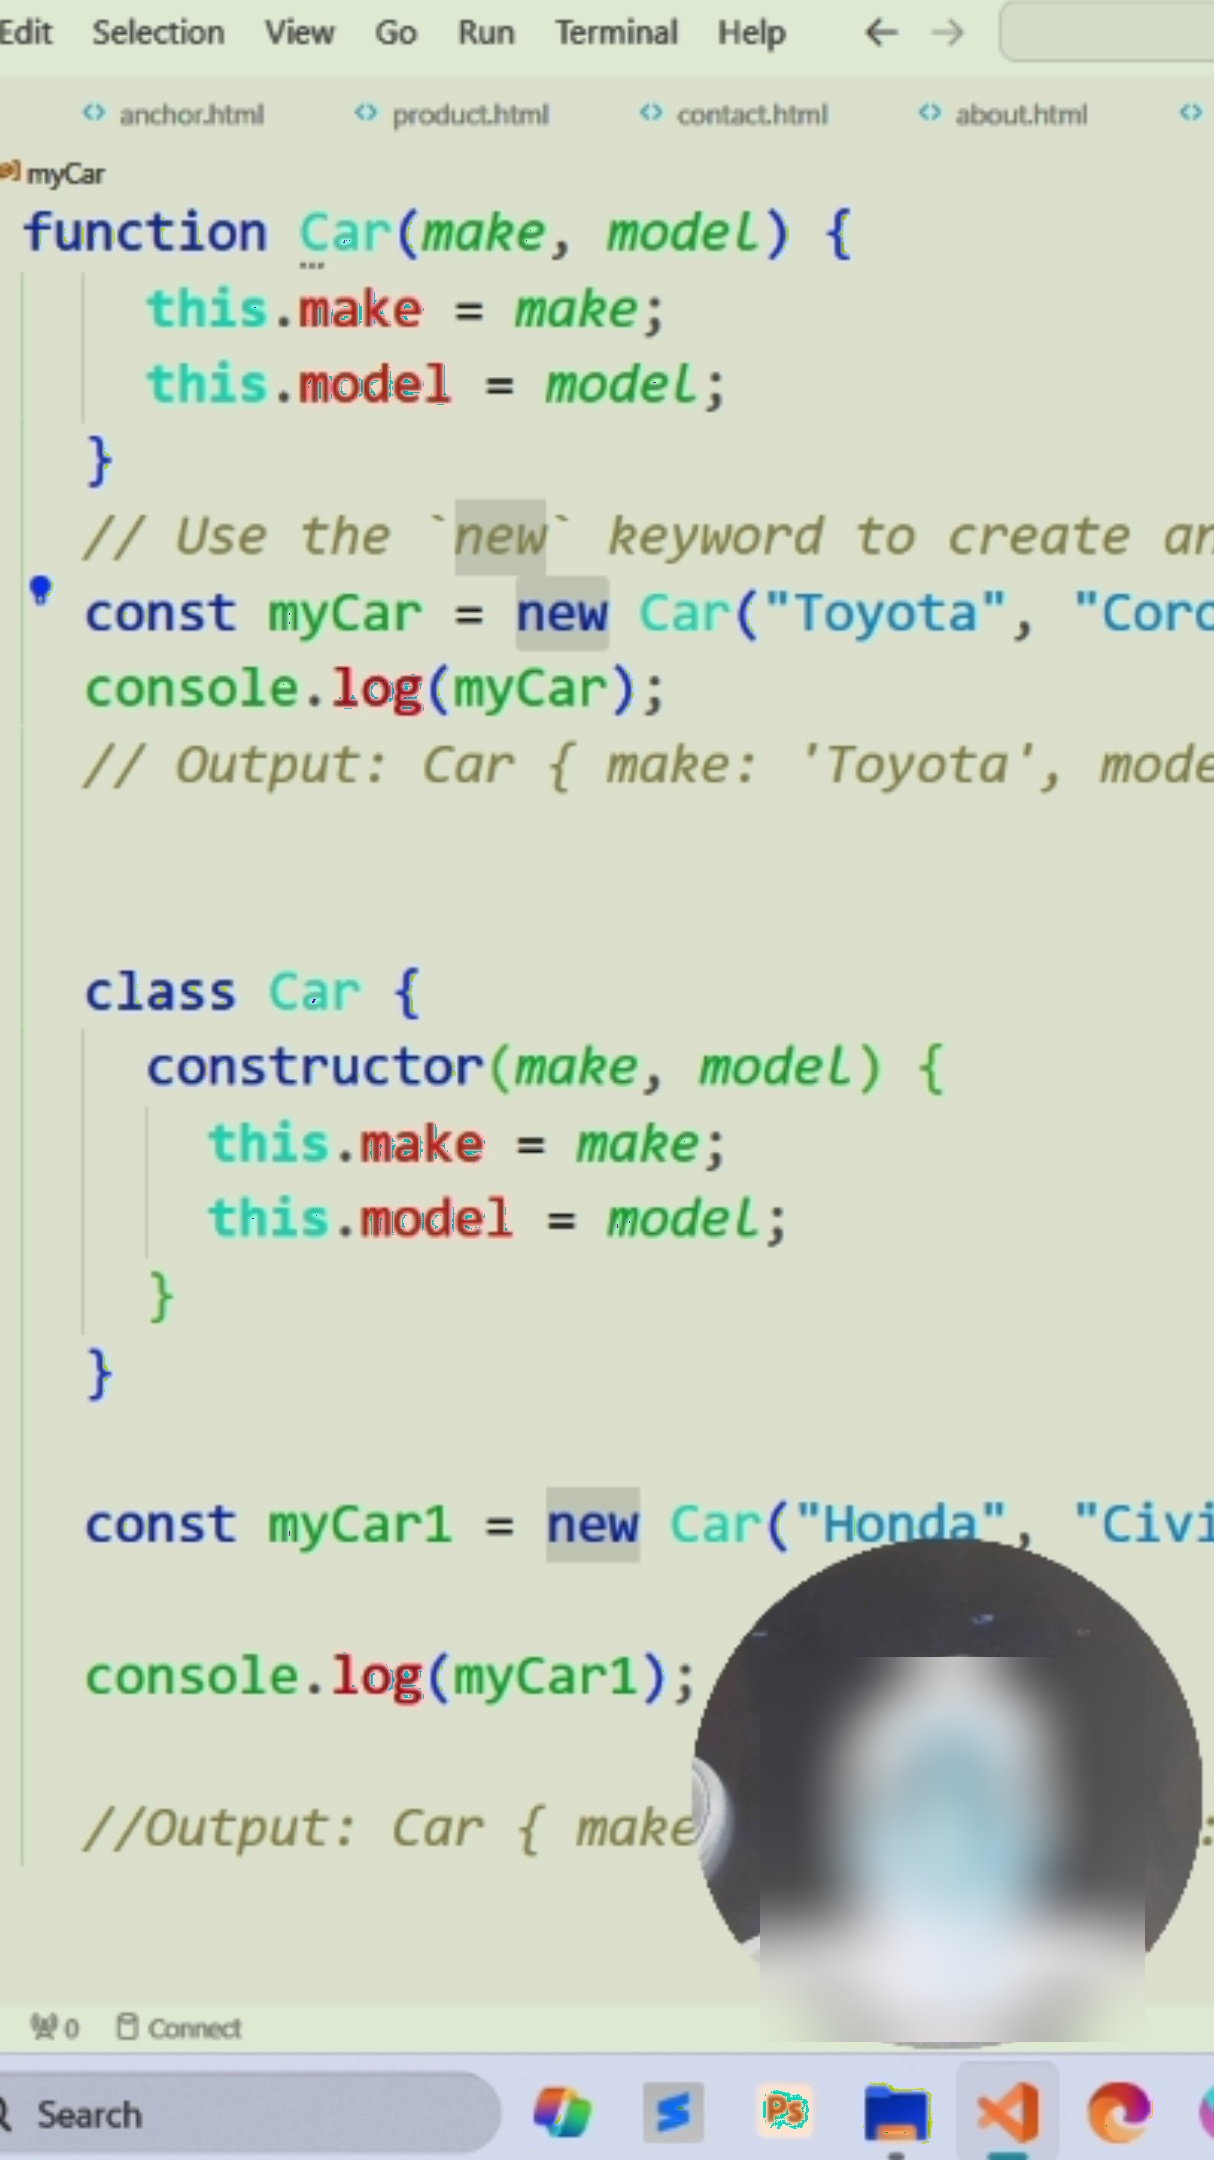 Edit Selection View Go Run Terminal Help
anchor.html product.html contact.html about.html
myCar
function Car(make, model) {
this.make = make;
this.model = model;
}
// Use the `new` keyword to create an
const myCar = new Car("Toyota", "Coro
console.log(myCar);
// Output: Car { make: 'Toyota', mode
class Car {
constructor(make, model) {
this.make = make;
this.model = model;
}
}
const myCar1 = new Car("Honda", "Civi
console.log(myCar1);
//Output: Car { make :
0 Connect
Search Ps